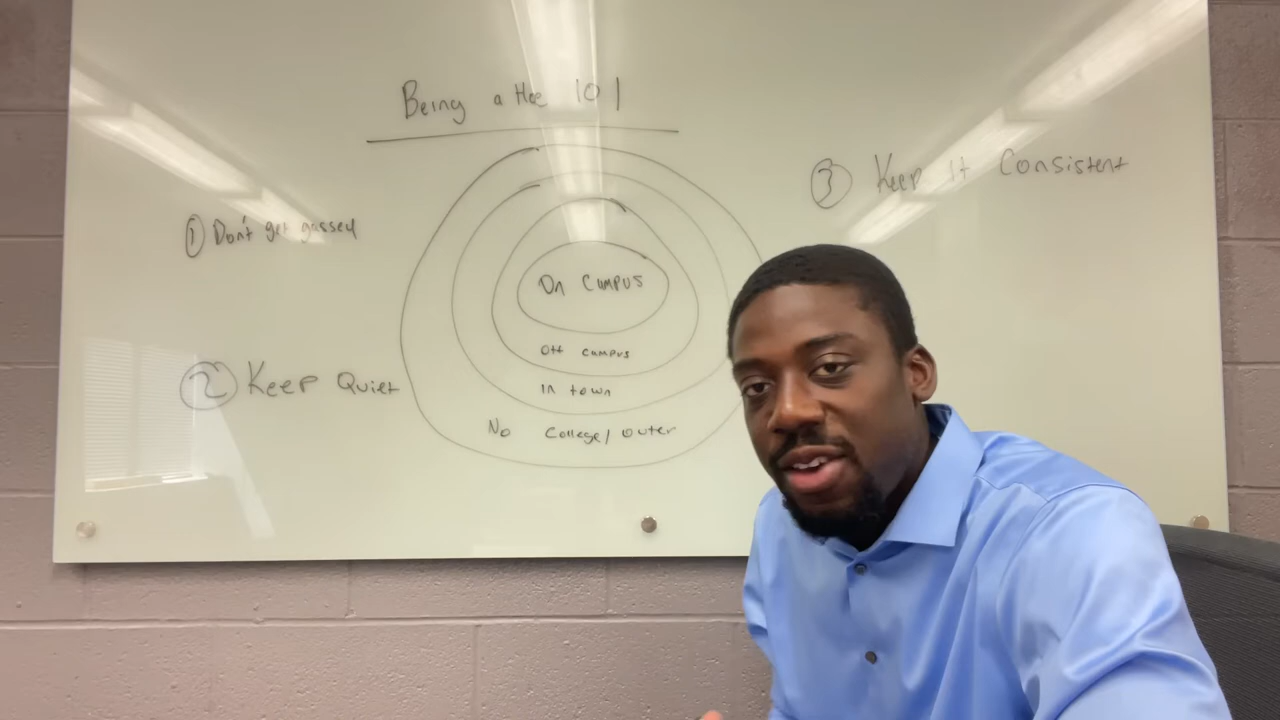 Being a Hoe 101
① Don't get gassed
② Keep Quiet
On Campus
Off campus
In town
No College/Outer
③ Keep It Consistent